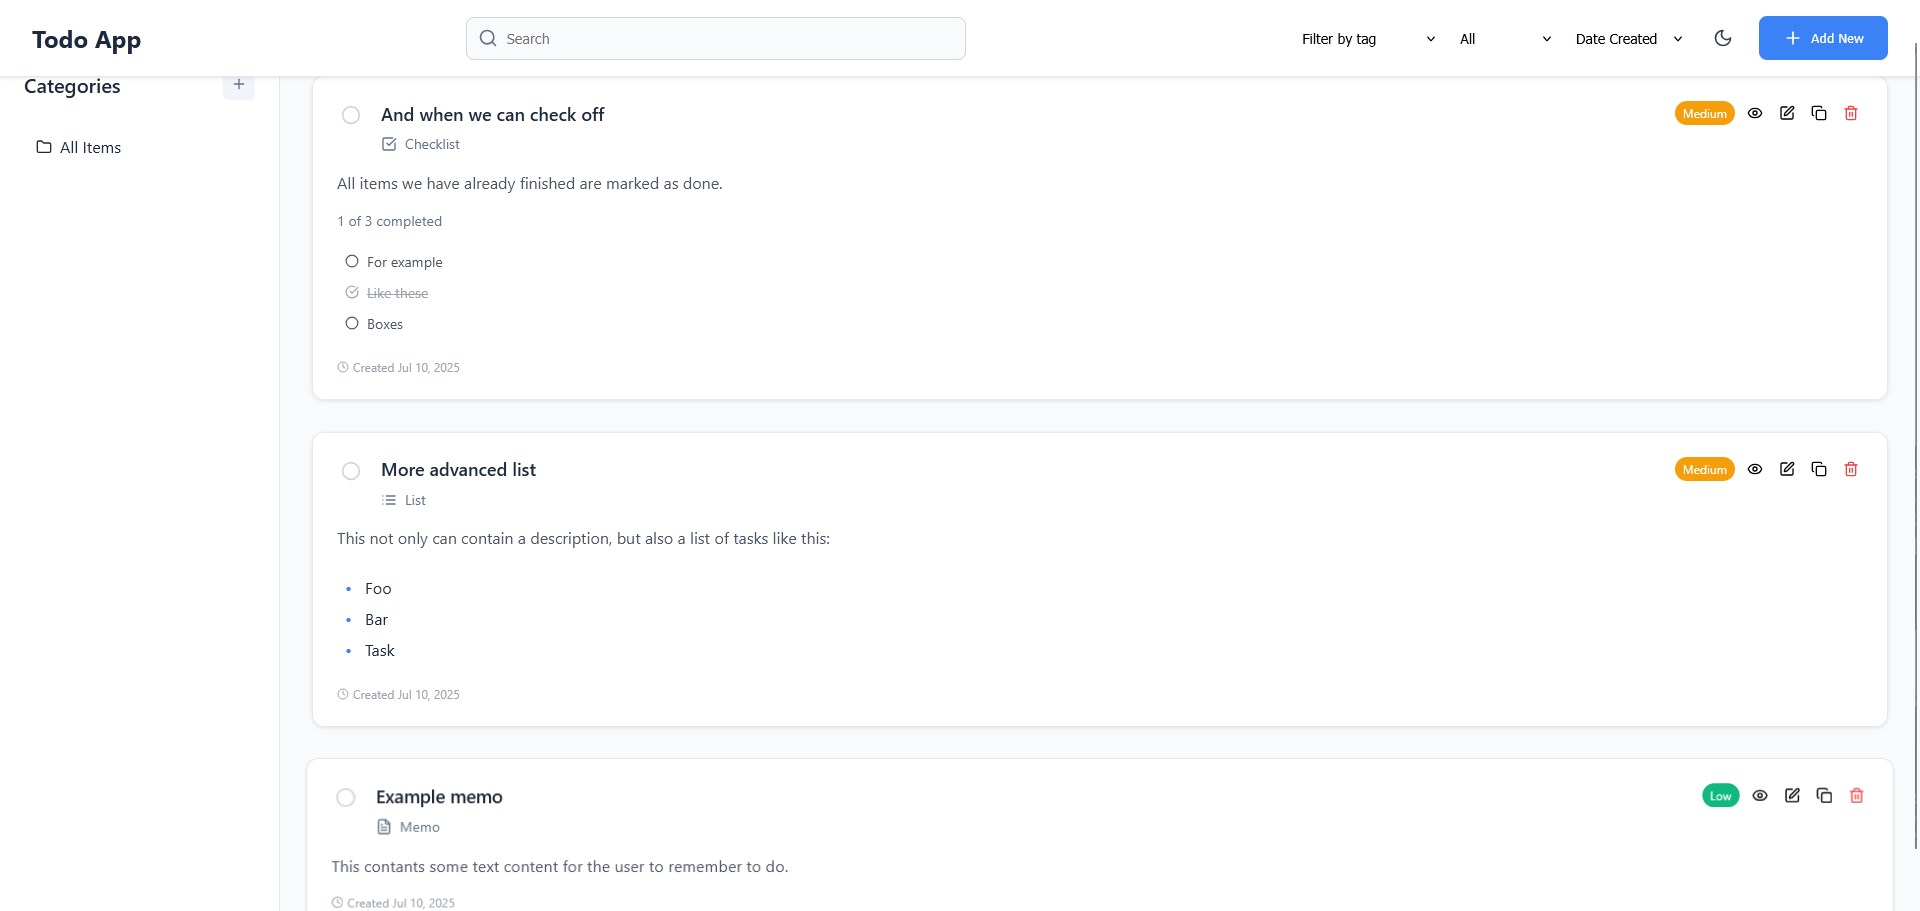 Todo App
Search
Filter by tag
All
Date Created
Add New
Categories
All Items
And when we can check off
Medium
Checklist
All items we have already finished are marked as done.
1 of 3 completed
For example
Like these
Boxes
Created Jul 10, 2025
More advanced list
Medium
List
This not only can contain a description, but also a list of tasks like this:
Foo
Bar
Task
Created Jul 10, 2025
Example memo
Low
Memo
This contants some text content for the user to remember to do.
Created Jul 10, 2025